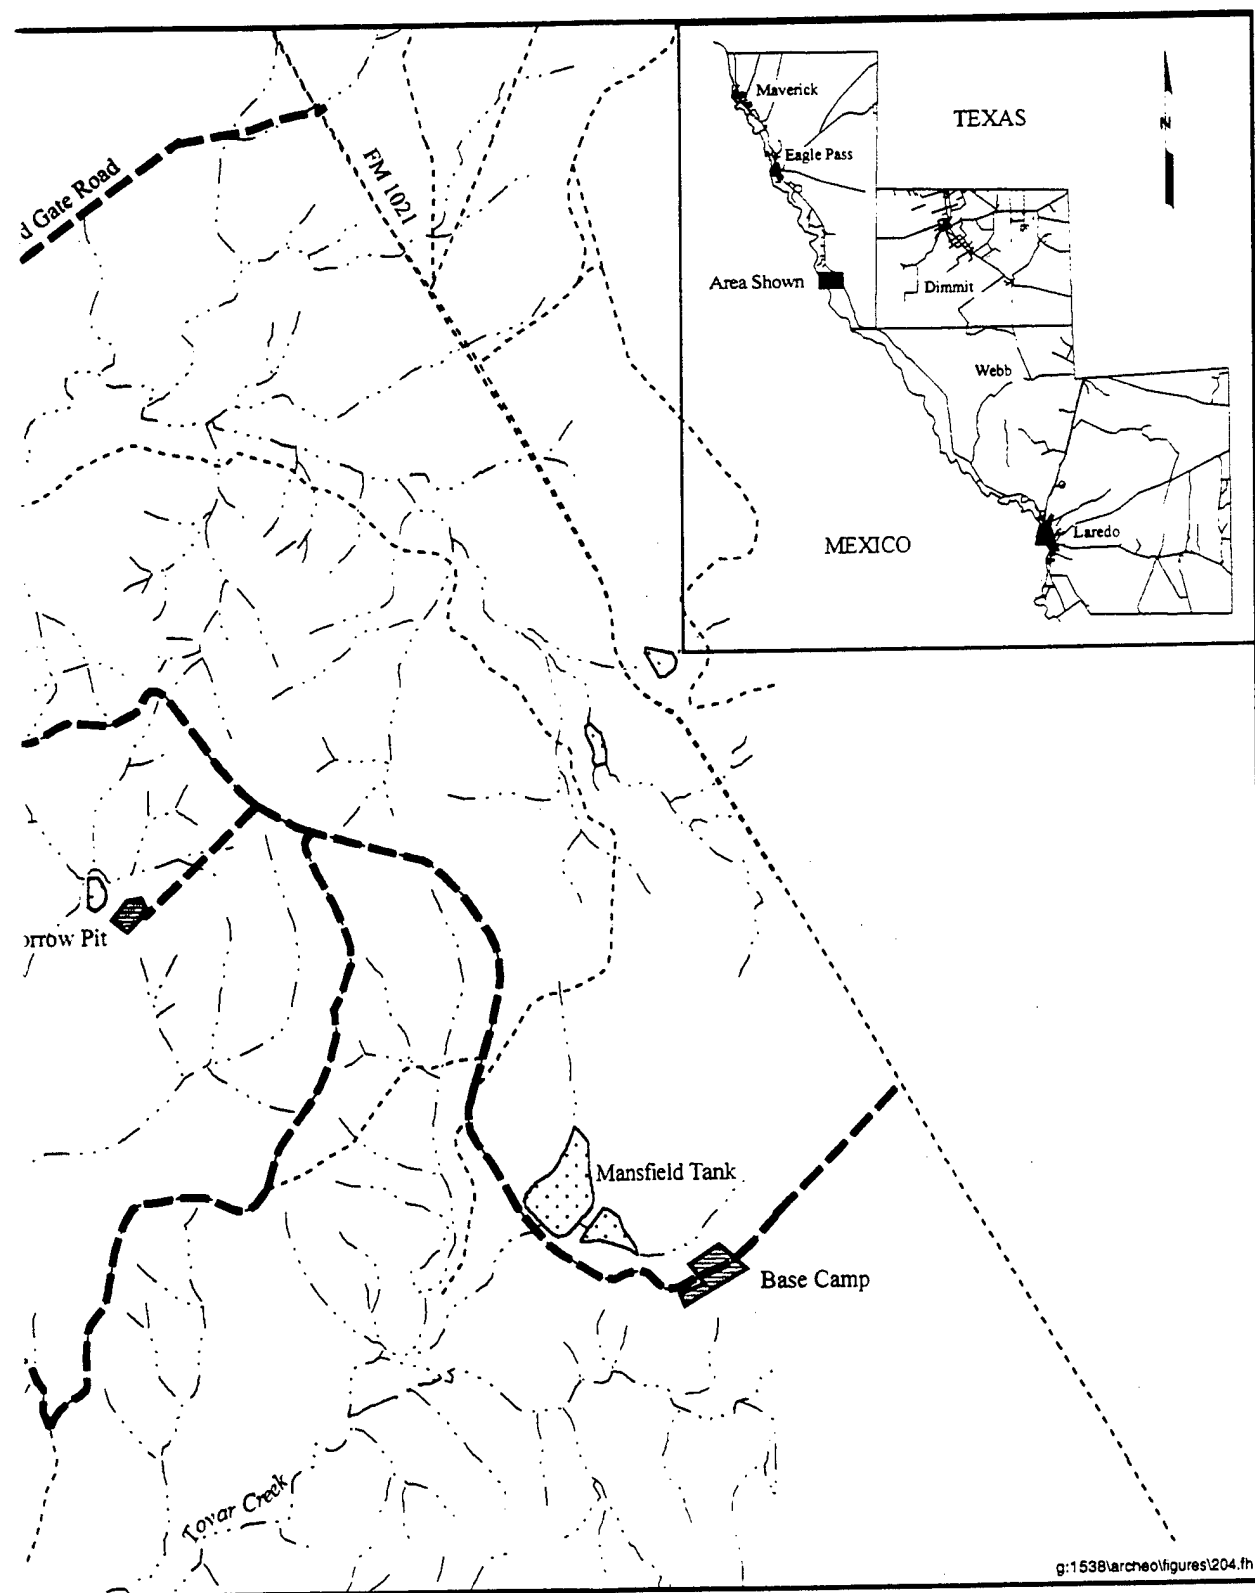 Maverick
TEXAS
N
Eagle Pass
FM 1021
d Gate Road
Area Shown
Dimmit
Webb
Laredo
MEXICO
orrow Pit
Mansfield Tank
Base Camp
Tovar Creek
g:1538\archeo\figures\204.fh